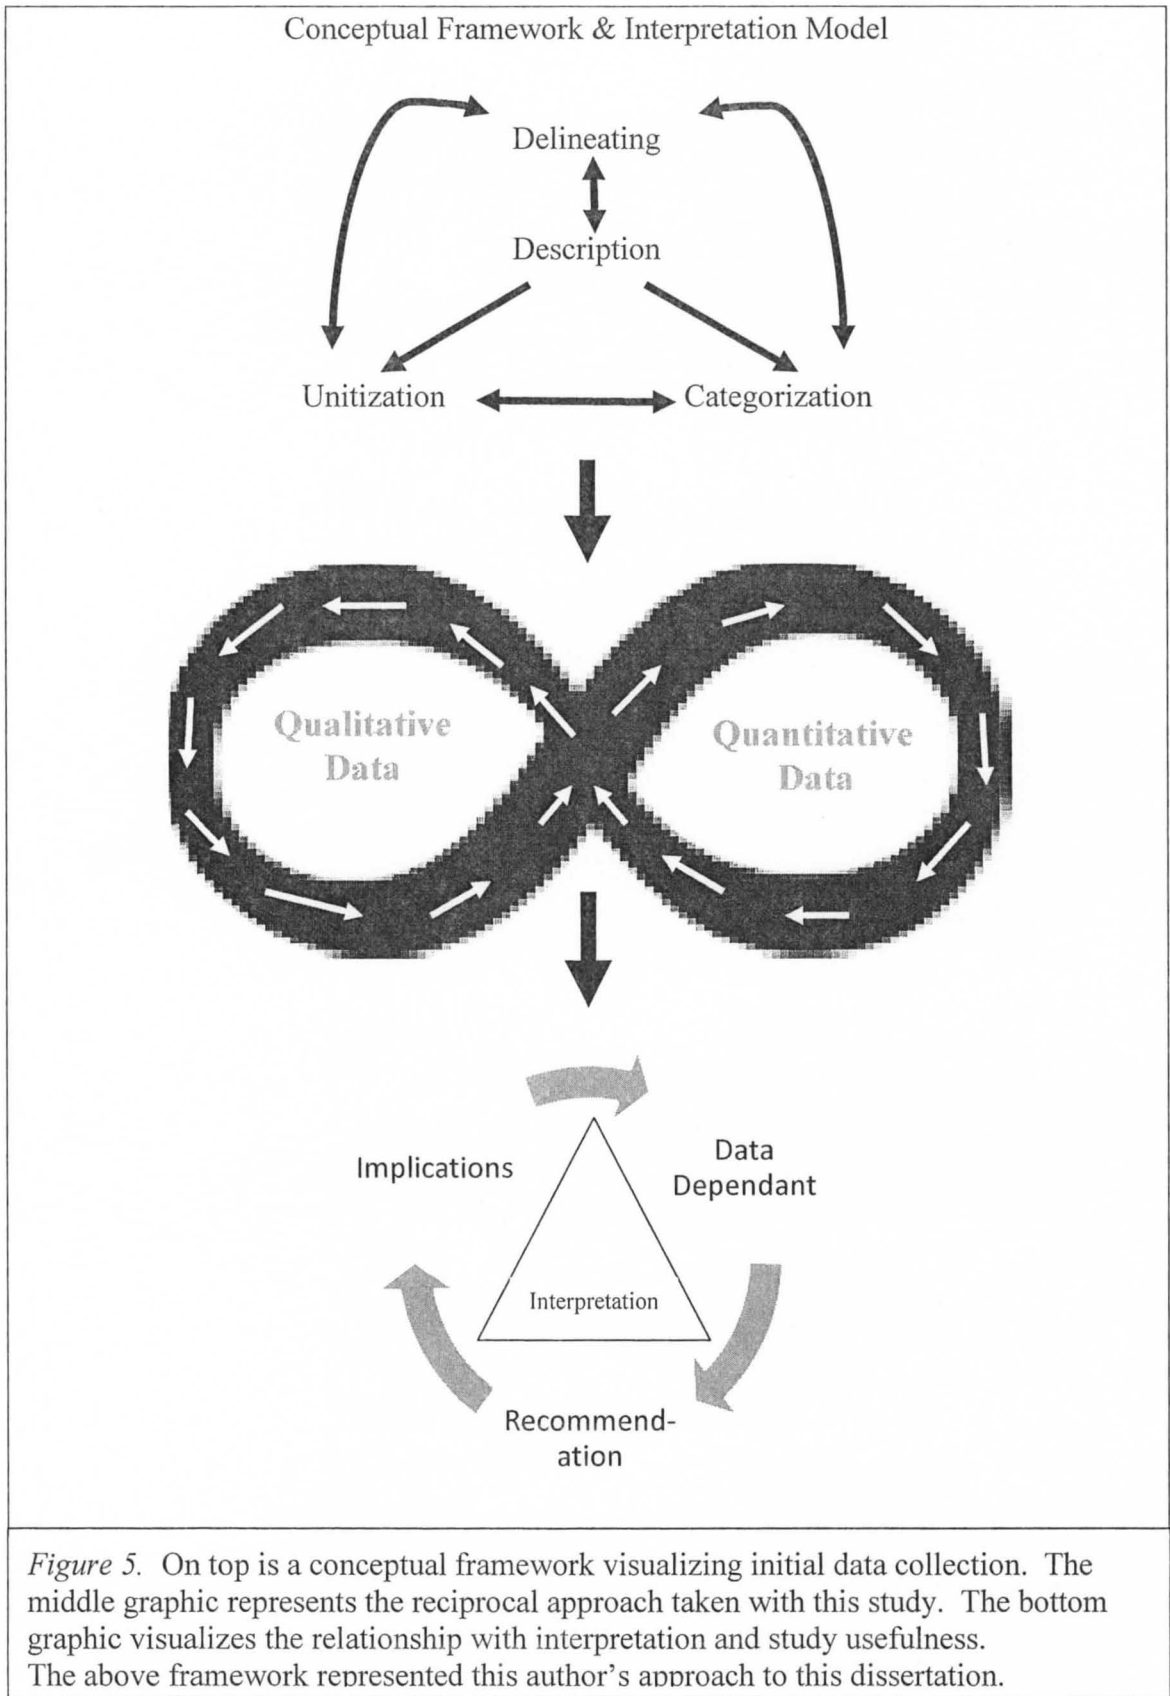 Conceptual Framework & Interpretation Model
Delineating
Description
Unitization
Categorization
Qualitative
Data
Quantitative
Data
Implications
Data
Dependant
Interpretation
Recommend-
ation
Figure 5. On top is a conceptual framework visualizing initial data collection. The
middle graphic represents the reciprocal approach taken with this study. The bottom
graphic visualizes the relationship with interpretation and study usefulness.
The above framework represented this author's approach to this dissertation.